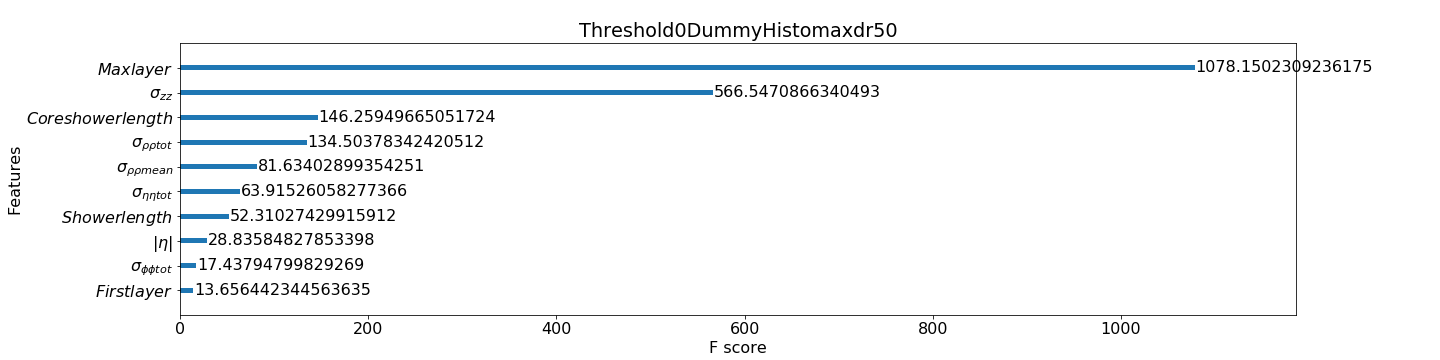 Threshold0DummyHistomaxdr50
Features
Maxlayer 1078.1502309236175
σzz 566.5470866340493
Coreshowerlength 146.25949665051724
σρρtot 134.50378342420512
σρρmean 81.63402899354251
σηηtot 63.91526058277366
Showerlength 52.31027429915912
|η| 28.83584827853398
σϕϕtot 17.43794799829269
Firstlayer 13.656442344563635
0 200 400 600 800 1000
F score